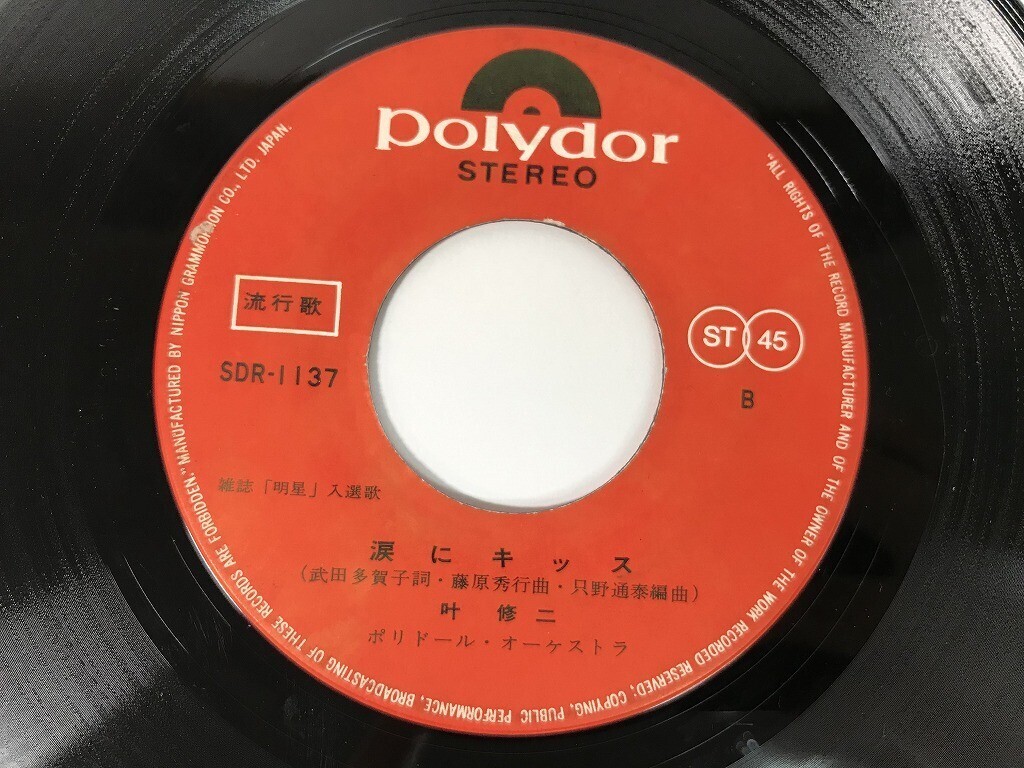 polydor
STEREO
流行歌
SDR-1137
ST 45
B
雑誌「明星」入選歌
涙にキッス
(武田多賀子詞・藤原秀行曲・只野通泰編曲)
叶 修二
ポリドール・オーケストラ
"ALL RIGHTS OF THE RECORD MANUFACTURER AND OF THE OWNER OF THE WORK RECORDED RESERVED; COPYING, PUBLIC PERFORMANCE, BROADCASTING OF THESE RECORDS ARE FORBIDDEN." MANUFACTURED BY NIPPON GRAMMOPHON CO., LTD. JAPAN.